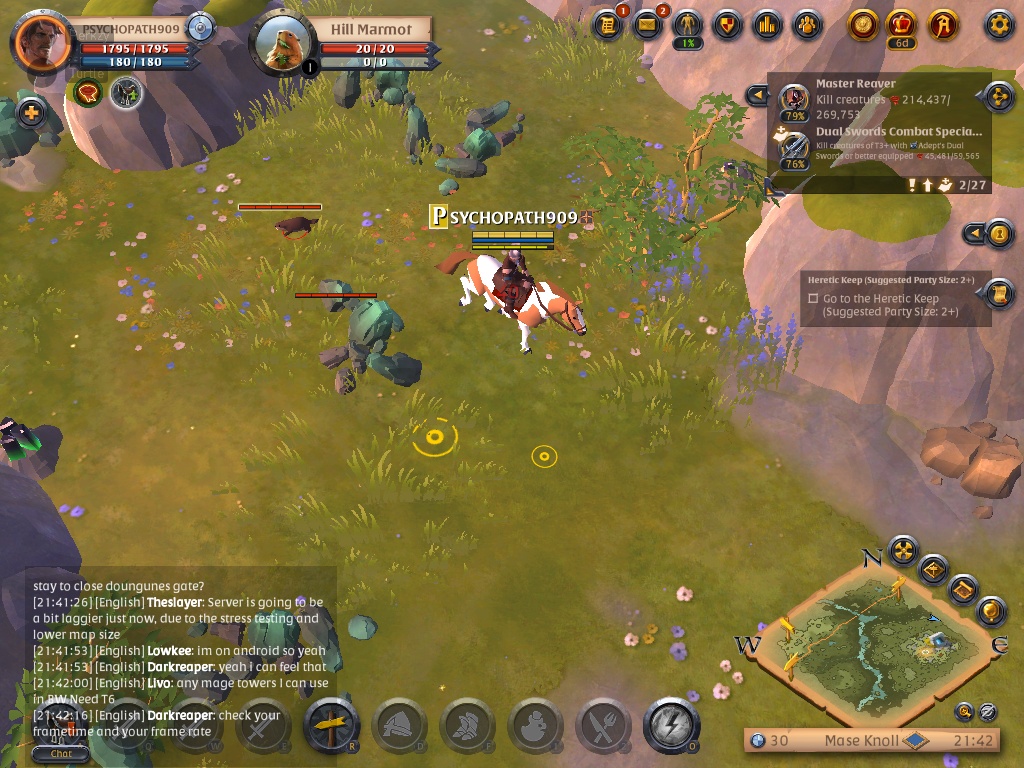 PSYCHOPATH909
1795 / 1795
180 / 180
Hill Marmot
20 / 20
0 / 0
I
1
2
1%
6d
Master Reaver
Kill creatures 214,437/
269,753
79%
Dual Swords Combat Specia...
Kill creatures of T3+ with Adept's Dual
Swords or better equipped 45,481/59,565
76%
2/27
PSYCHOPATH909
Heretic Keep (Suggested Party Size: 2+)
Go to the Heretic Keep
(Suggested Party Size: 2+)
stay to close doungunes gate?
[21:41:26] [English] Theslayer: Server is going to be
a bit laggier just now, due to the stress testing and
lower map size
[21:41:53] [English] Lowkee: im on android so yeah
[21:41:53] [English] Darkreaper: yeah i can feel that
[21:42:00] [English] Livo: any mage towers I can use
in BW Need T6
[21:42:16] [English] Darkreaper: check your
frametime and your frame rate
Chat
Q
W
E
R
D
F
O
N
W
E
30
Mase Knoll
21:42